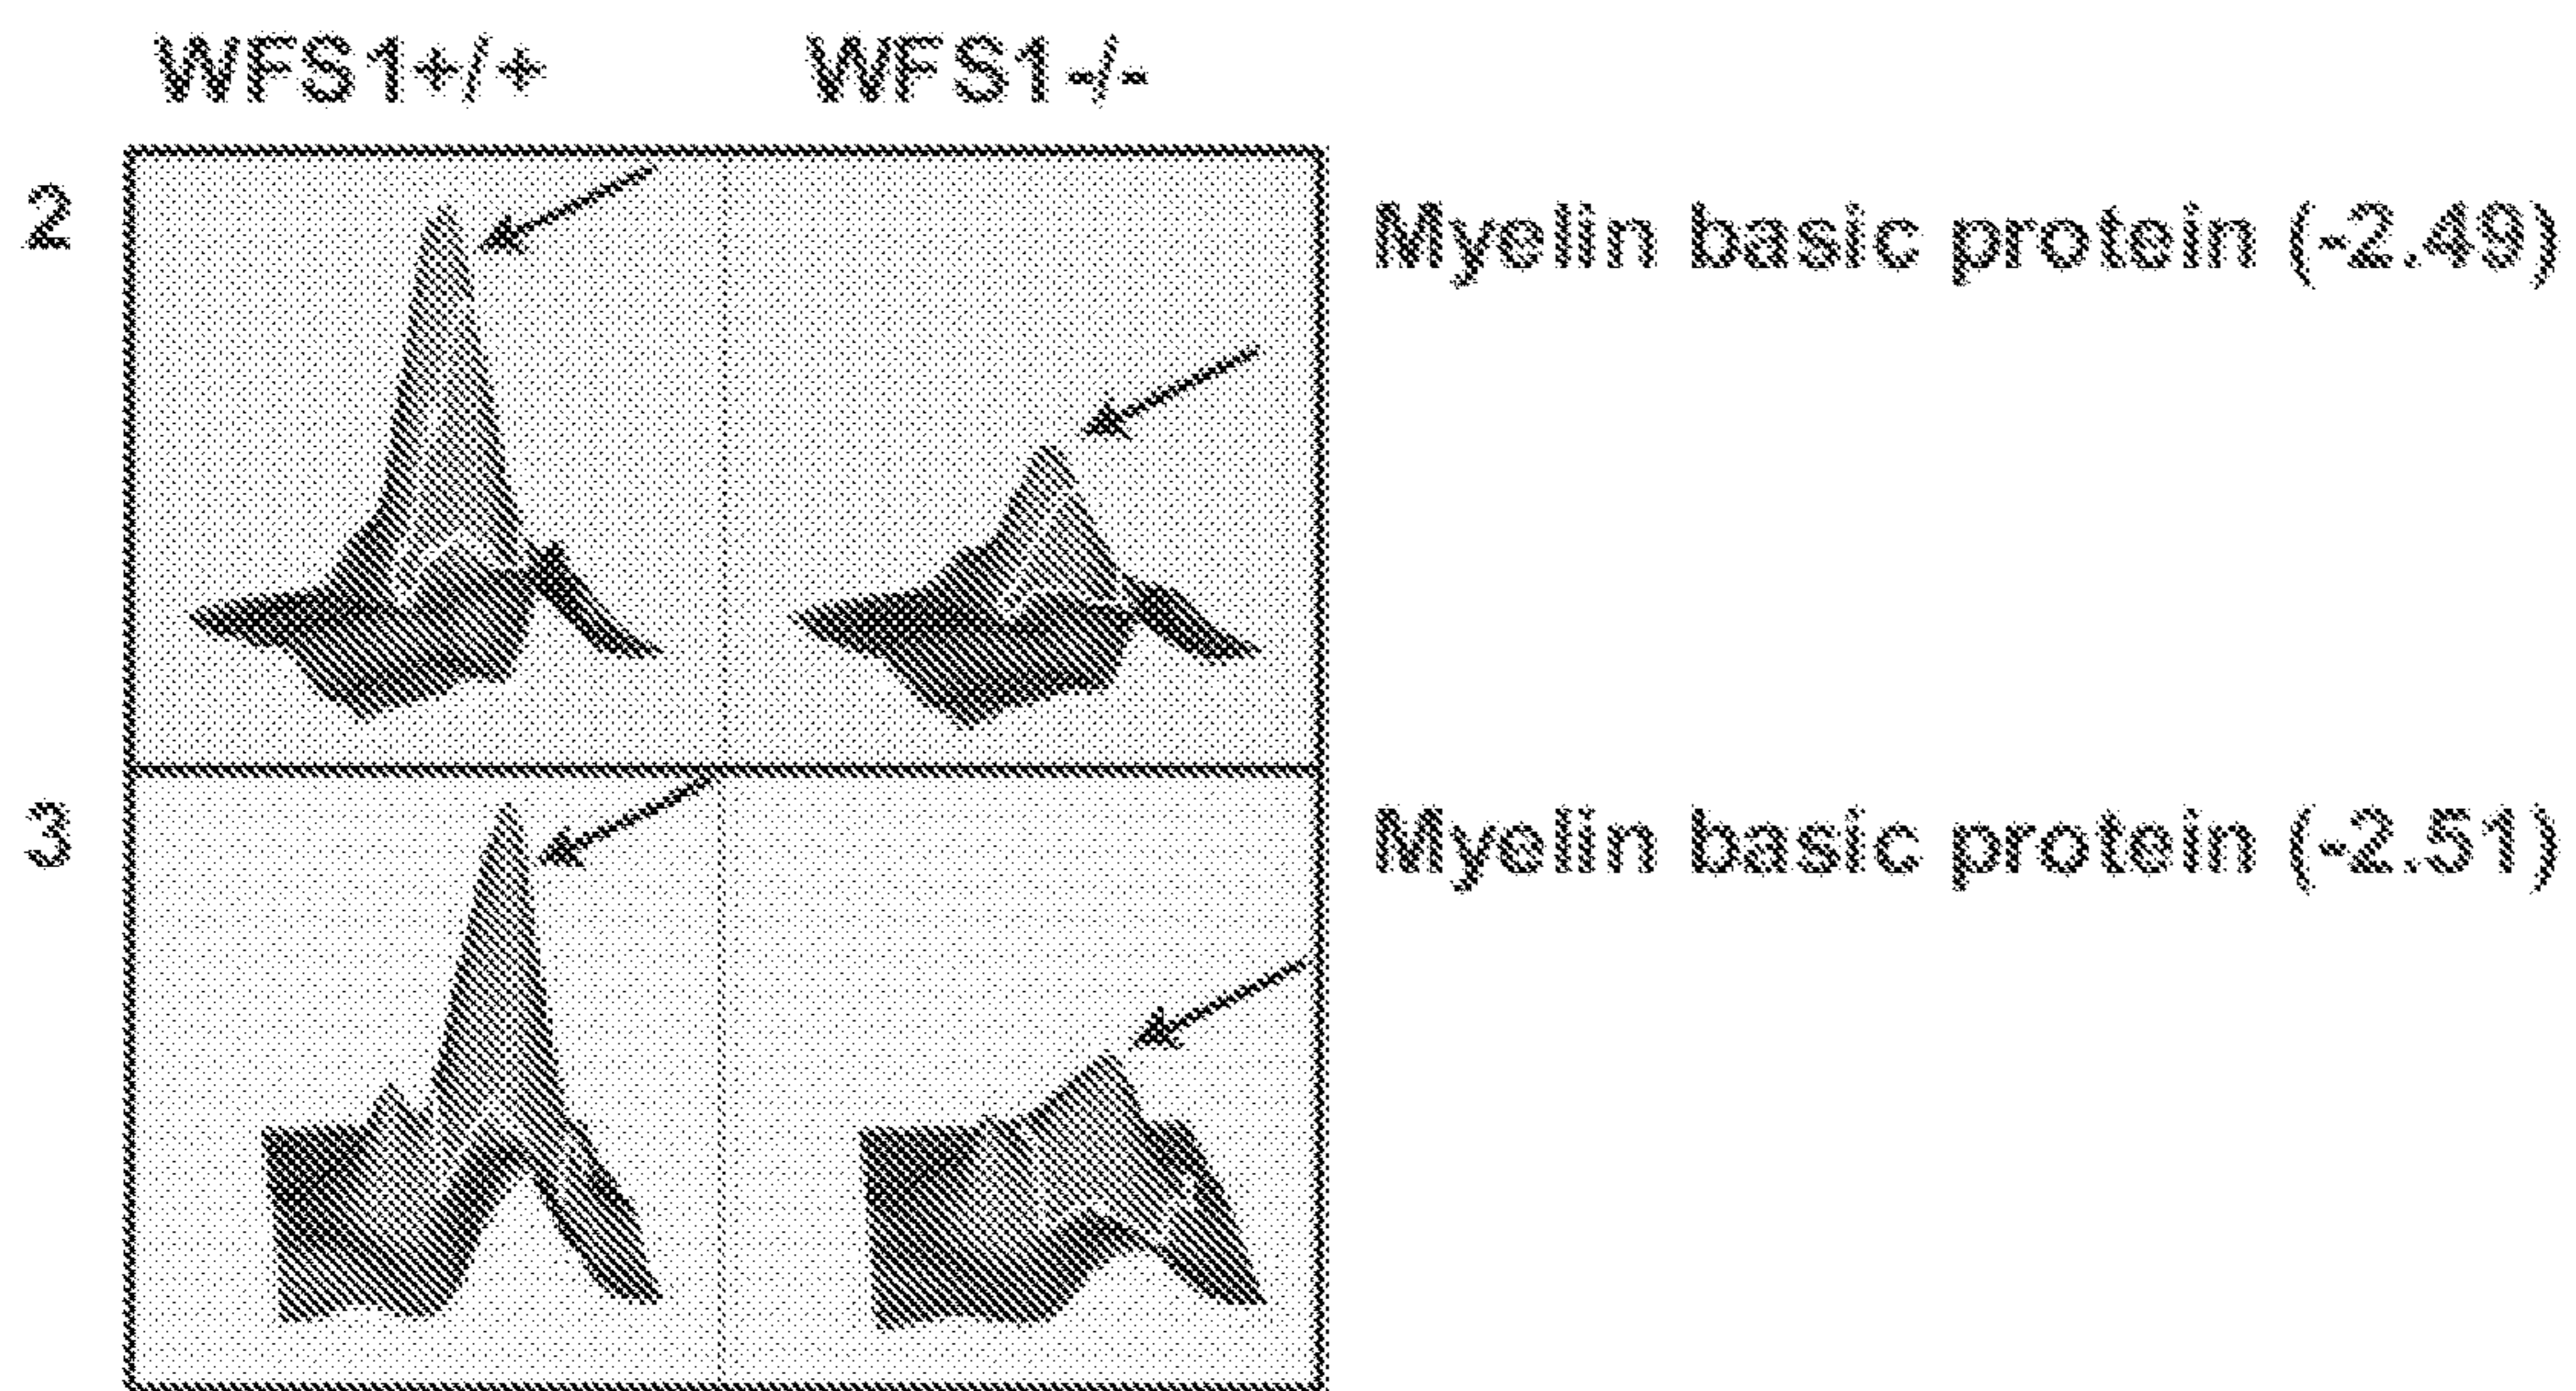 WFS1+/+ WFS1-/-
2 Myelin basic protein (-2.49)
3 Myelin basic protein (-2.51)